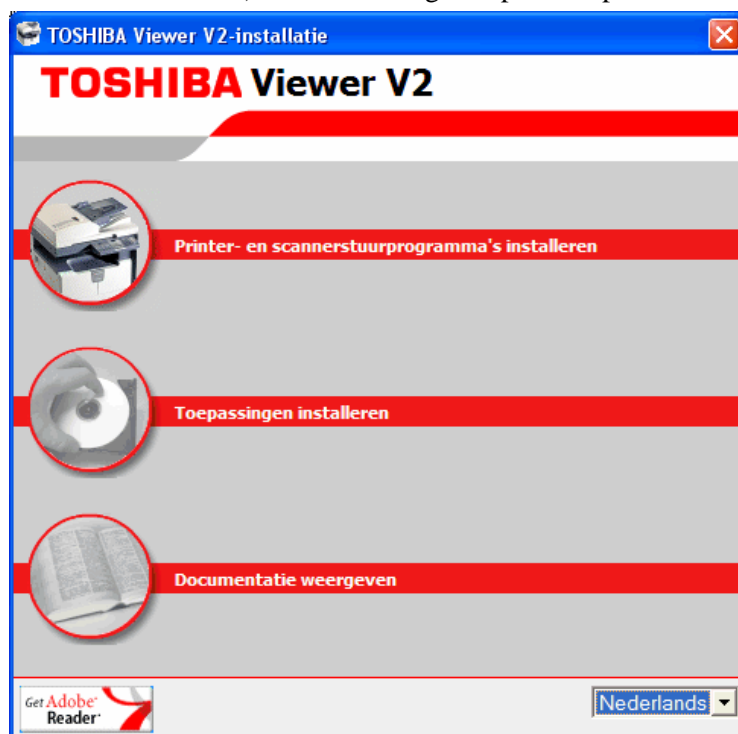 TOSHIBA Viewer V2-installatie
TOSHIBA Viewer V2
Printer- en scannerstuurprogramma's installeren
Toepassingen installeren
Documentatie weergeven
Get Adobe
Reader
Nederlands